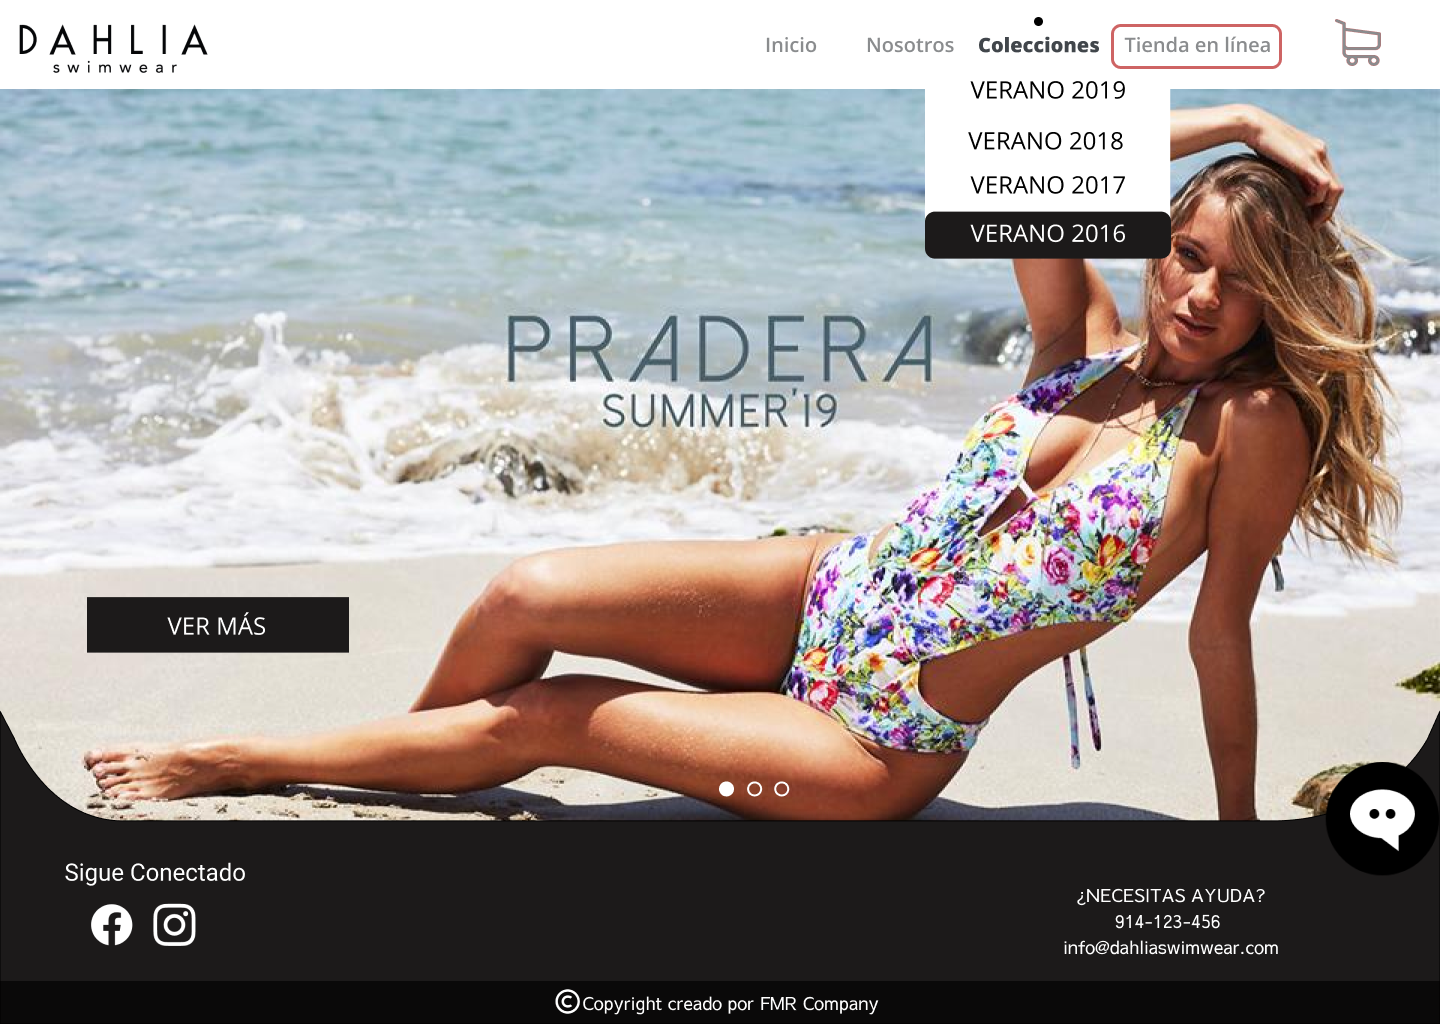 DAHLIA
swimwear
Inicio
Nosotros
Colecciones
Tienda en línea
VERANO 2019
VERANO 2018
VERANO 2017
VERANO 2016
PRADERA
SUMMER'19
VER MÁS
Sigue Conectado
¿NECESITAS AYUDA?
914-123-456
info@dahliaswimwear.com
©Copyright creado por FMR Company